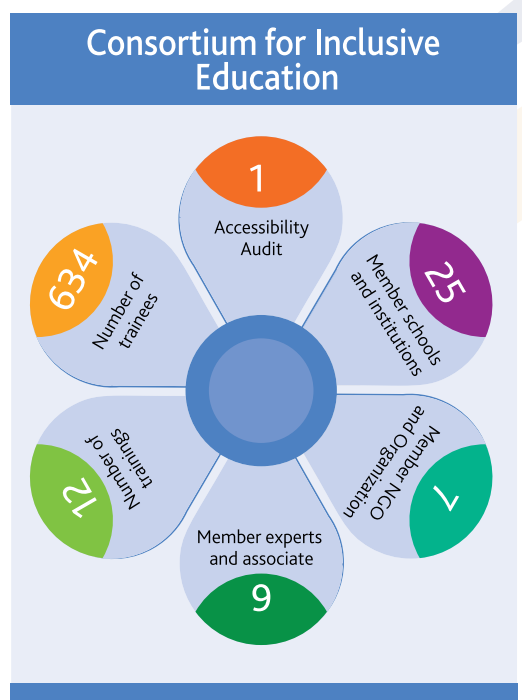 Consortium for Inclusive
Education
1
Accessibility
Audit
25
Member schools
and institutions
7
Member NGO
and Organization
9
Member experts
and associate
12
Number of
trainings
634
Number of
trainees